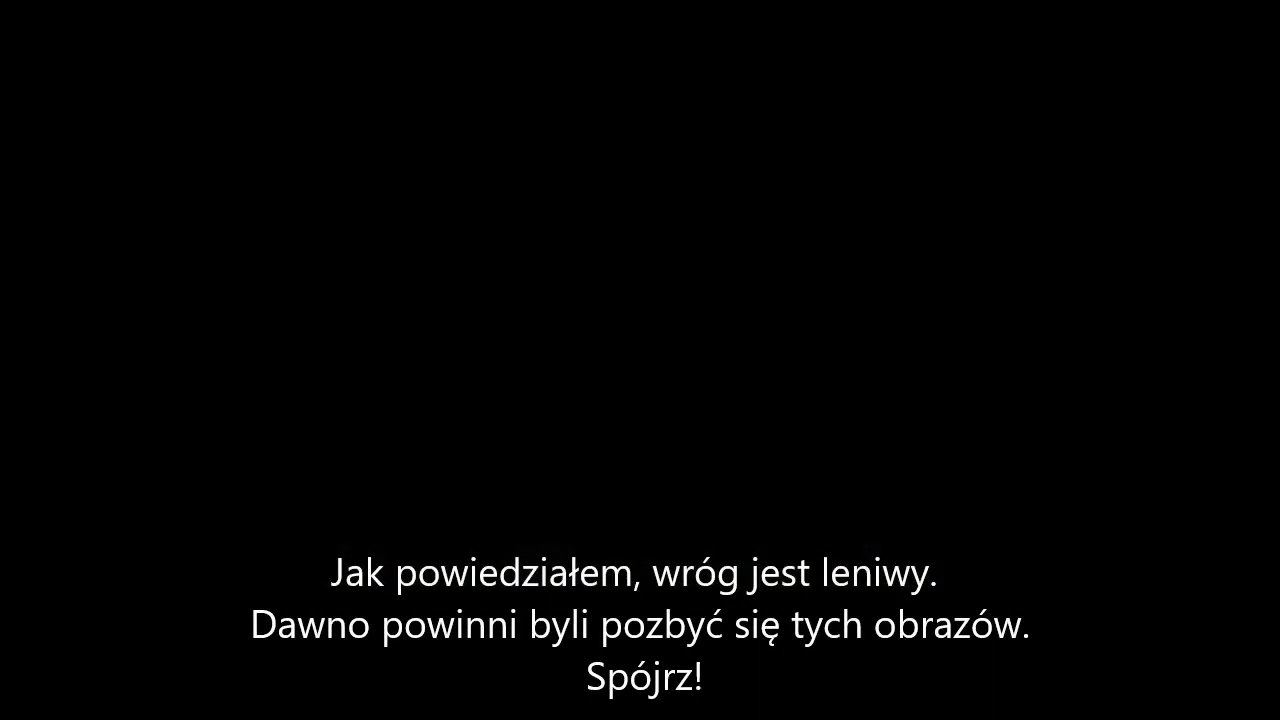 Jak powiedziałem, wróg jest leniwy.
Dawno powinni byli pozbyć się tych obrazów.
Spójrz!